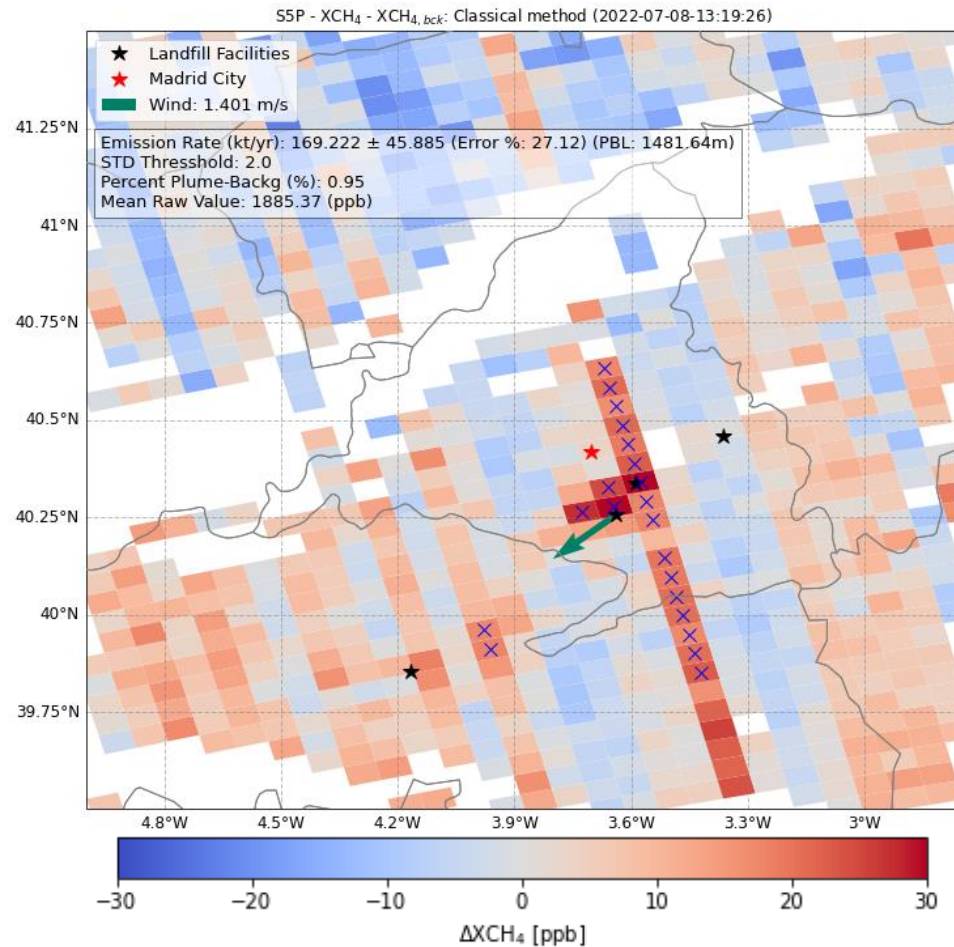 S5P - XCH₄ - XCH₄,bck: Classical method (2022-07-08-13:19:26)
Landfill Facilities
Madrid City
Wind: 1.401 m/s
Emission Rate (kt/yr): 169.222 ± 45.885 (Error %: 27.12) (PBL: 1481.64m)
STD Thresshold: 2.0
Percent Plume-Backg (%): 0.95
Mean Raw Value: 1885.37 (ppb)
41.25°N
41°N
40.75°N
40.5°N
40.25°N
40°N
39.75°N
4.8°W 4.5°W 4.2°W 3.9°W 3.6°W 3.3°W 3°W
−30 −20 −10 0 10 20 30
ΔXCH₄ [ppb]